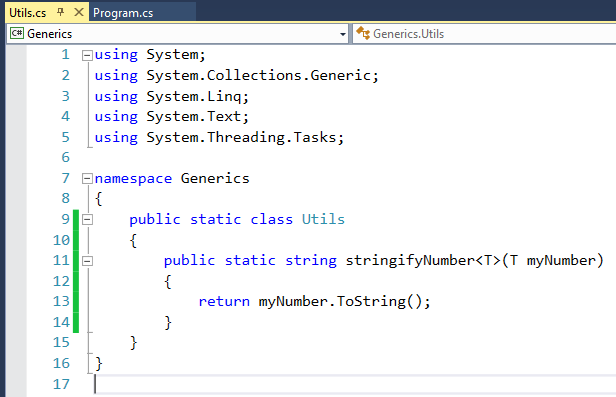 Utils.cs Program.cs
C# Generics Generics.Utils
1 using System;
2 using System.Collections.Generic;
3 using System.Linq;
4 using System.Text;
5 using System.Threading.Tasks;
6
7 namespace Generics
8 {
9 public static class Utils
10 {
11 public static string stringifyNumber<T>(T myNumber)
12 {
13 return myNumber.ToString();
14 }
15 }
16 }
17